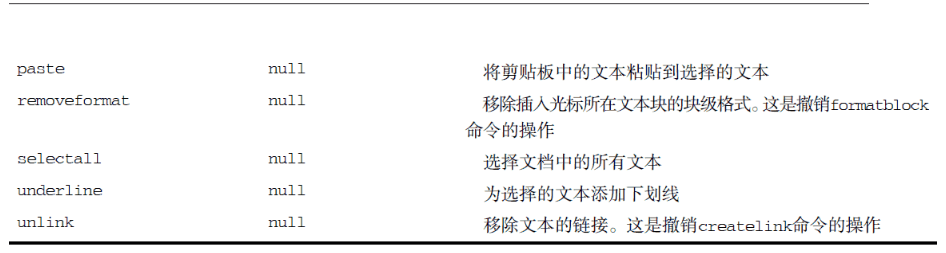 paste null 将剪贴板中的文本粘贴到选择的文本
removeformat null 移除插入光标所在文本块的块级格式。这是撤销formatblock
命令的操作
selectall null 选择文档中的所有文本
underline null 为选择的文本添加下划线
unlink null 移除文本的链接。这是撤销createlink命令的操作